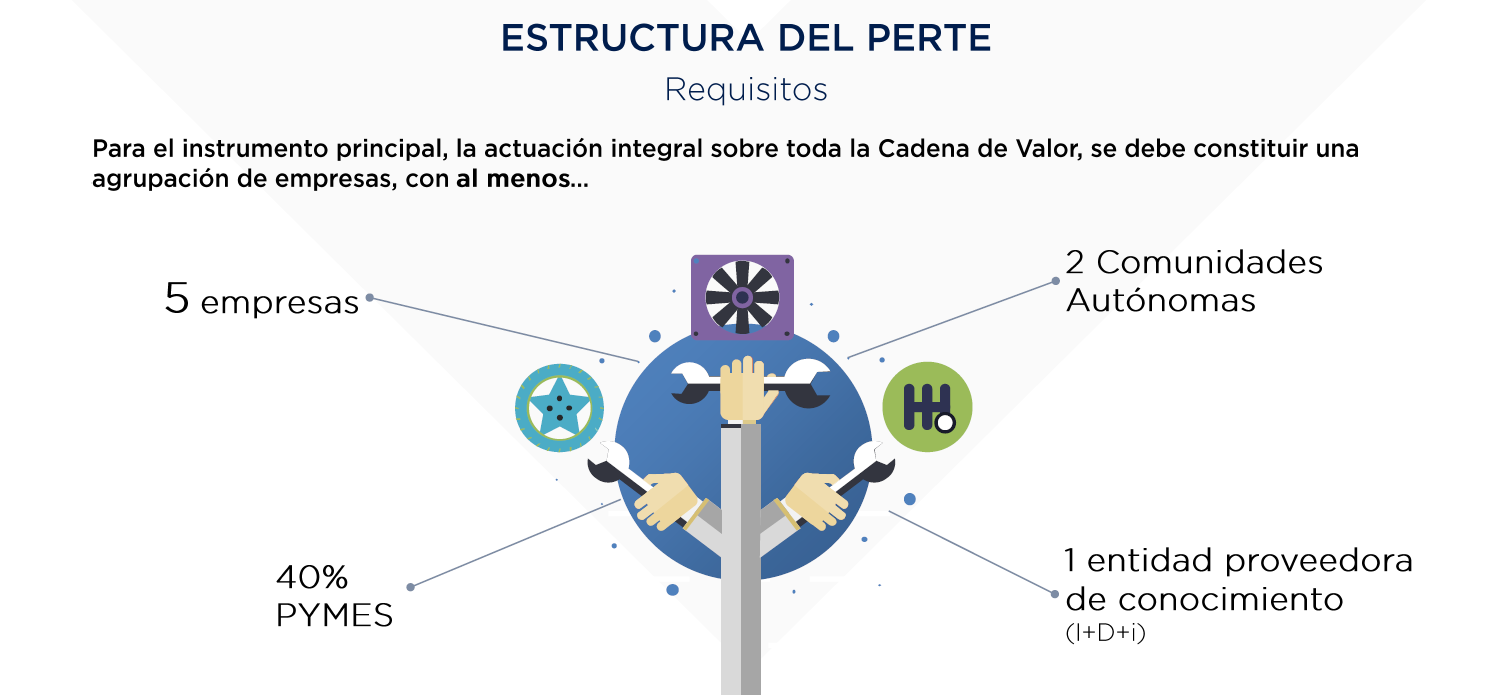 ESTRUCTURA DEL PERTE
Requisitos
Para el instrumento principal, la actuación integral sobre toda la Cadena de Valor, se debe constituir una
agrupación de empresas, con al menos...
5 empresas
2 Comunidades
Autónomas
40%
PYMES
1 entidad proveedora
de conocimiento
(I+D+i)